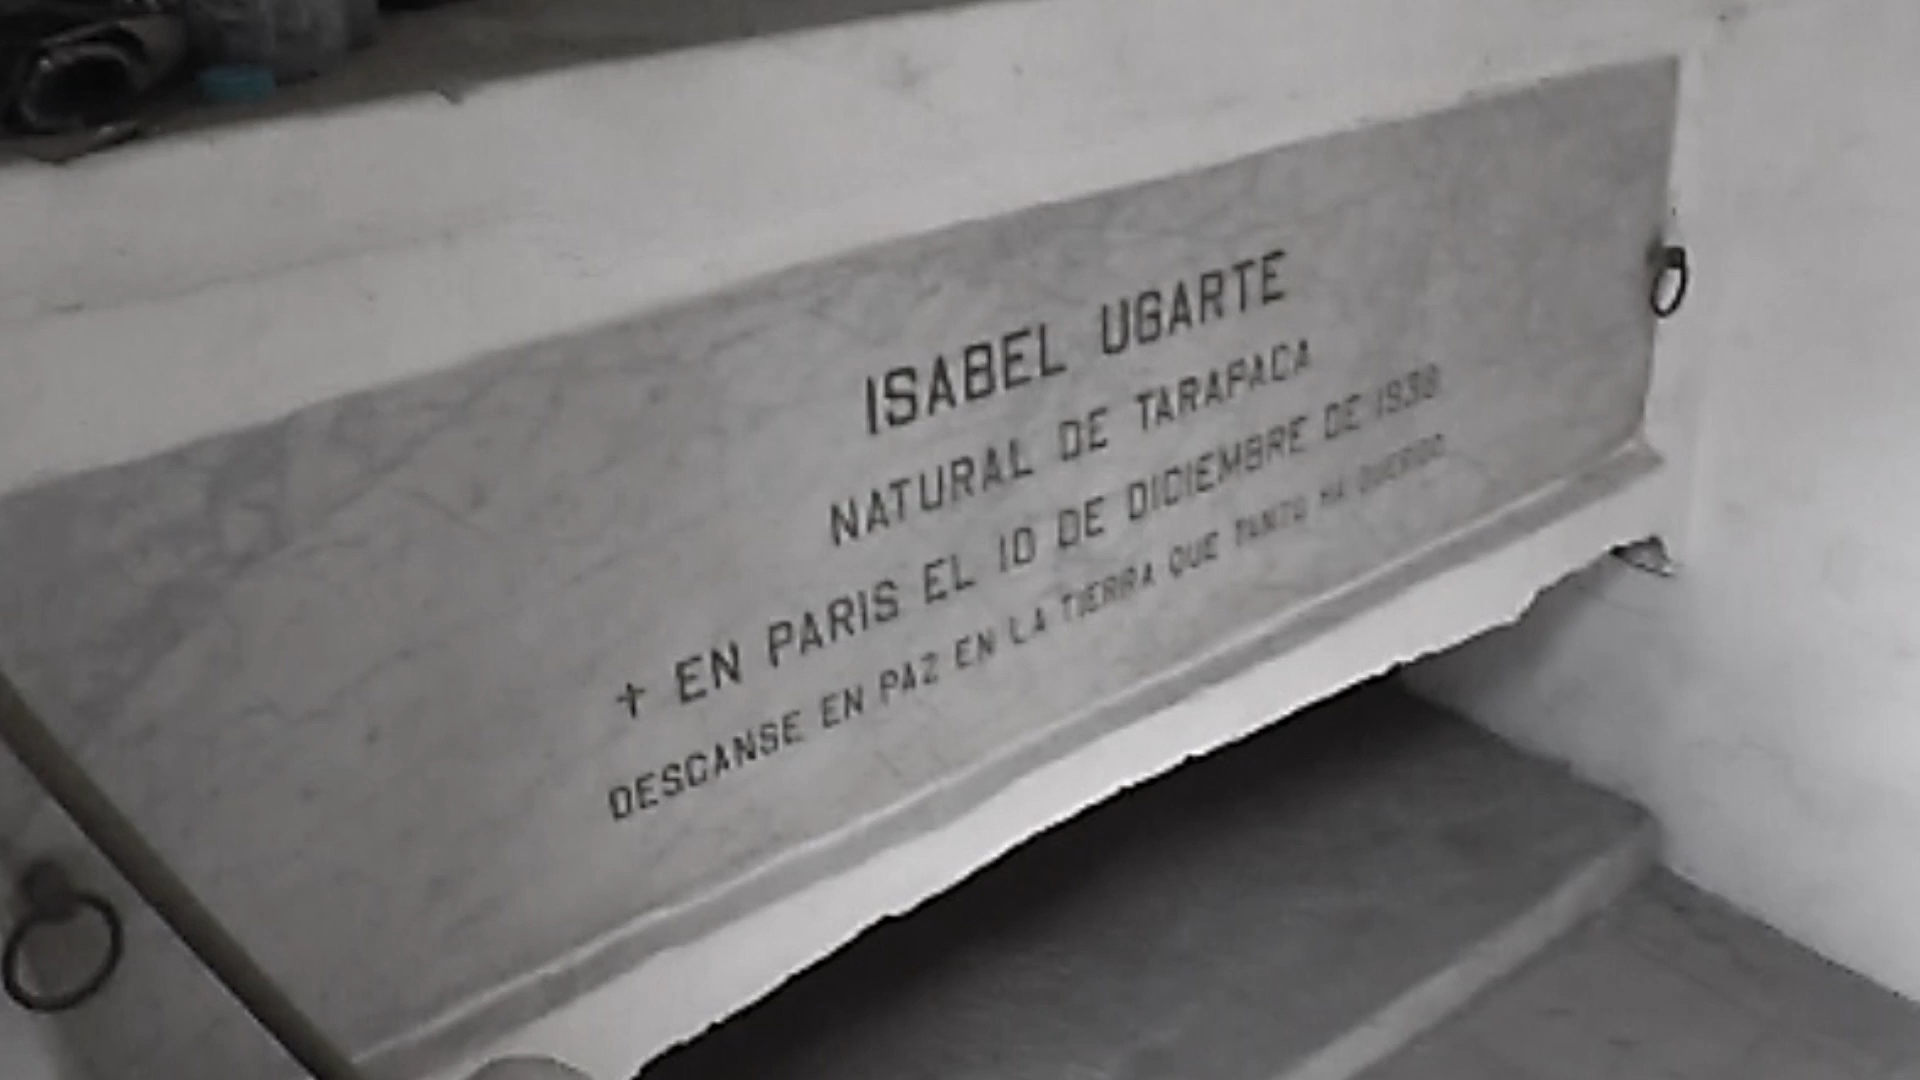 ISABEL UGARTE
NATURAL DE TARAPACA
+ EN PARIS EL 10 DE DICIEMBRE DE
DESCANSE EN PAZ EN LA TIERRA QUE TANTO HA QUERIDO